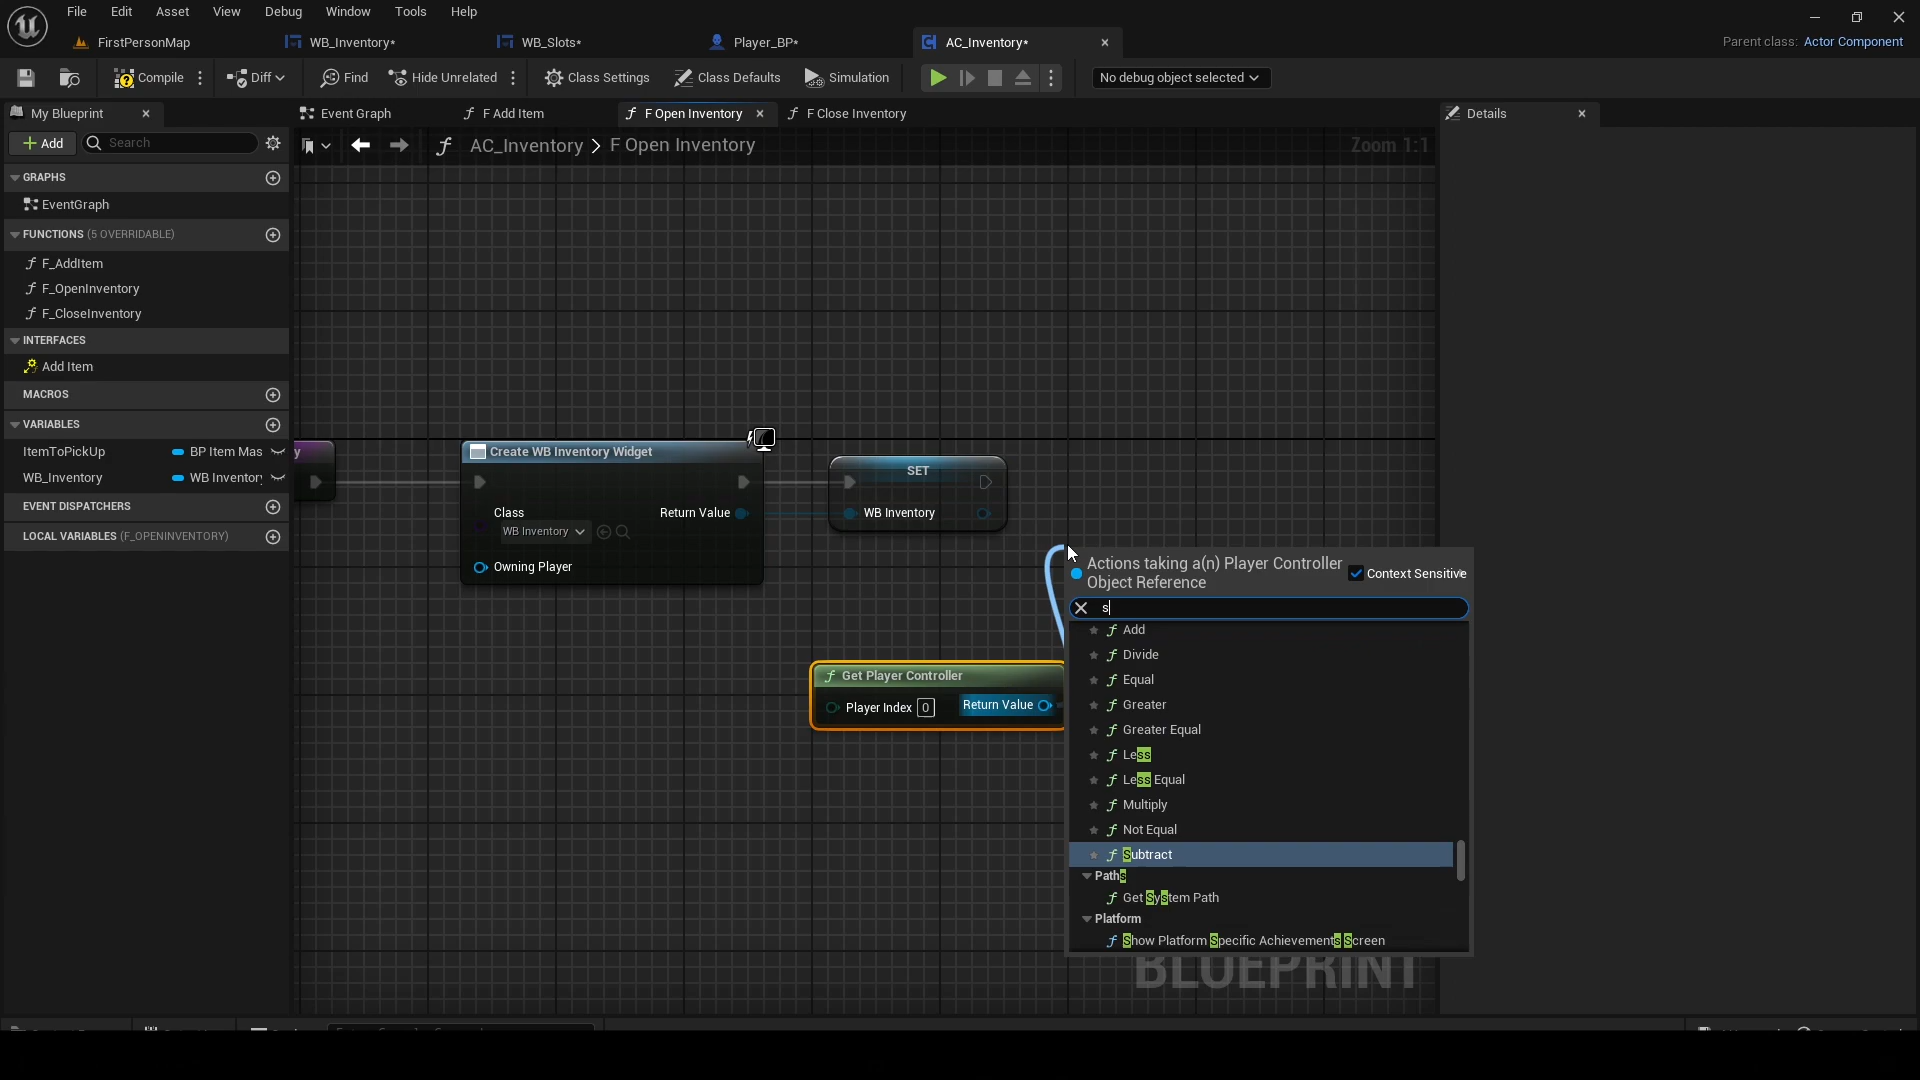 File Edit Asset View Debug Window Tools Help
FirstPersonMap WB_Inventory* WB_Slots* Player_BP* AC_Inventory*
Parent class: Actor Component
Compile Diff Find Hide Unrelated Class Settings Class Defaults Simulation No debug object selected
My Blueprint Event Graph F Add Item F Open Inventory F Close Inventory Details
Add Search AC_Inventory > F Open Inventory Zoom 1:1
GRAPHS
EventGraph
FUNCTIONS (5 OVERRIDABLE)
F_AddItem
F_OpenInventory
F_CloseInventory
INTERFACES
Add Item
MACROS
VARIABLES
ItemToPickUp BP Item Mas
WB_Inventory WB Inventory
EVENT DISPATCHERS
LOCAL VARIABLES (F_OPENINVENTORY)
y
Create WB Inventory Widget
Class
WB Inventory
Return Value
Owning Player
SET
WB Inventory
Get Player Controller
Player Index 0 Return Value
Actions taking a(n) Player Controller
Object Reference
Context Sensitive
s
Add
Divide
Equal
Greater
Greater Equal
Less
Less Equal
Multiply
Not Equal
Subtract
Paths
Get System Path
Platform
Show Platform Specific Achievements Screen
BLUEPRINT